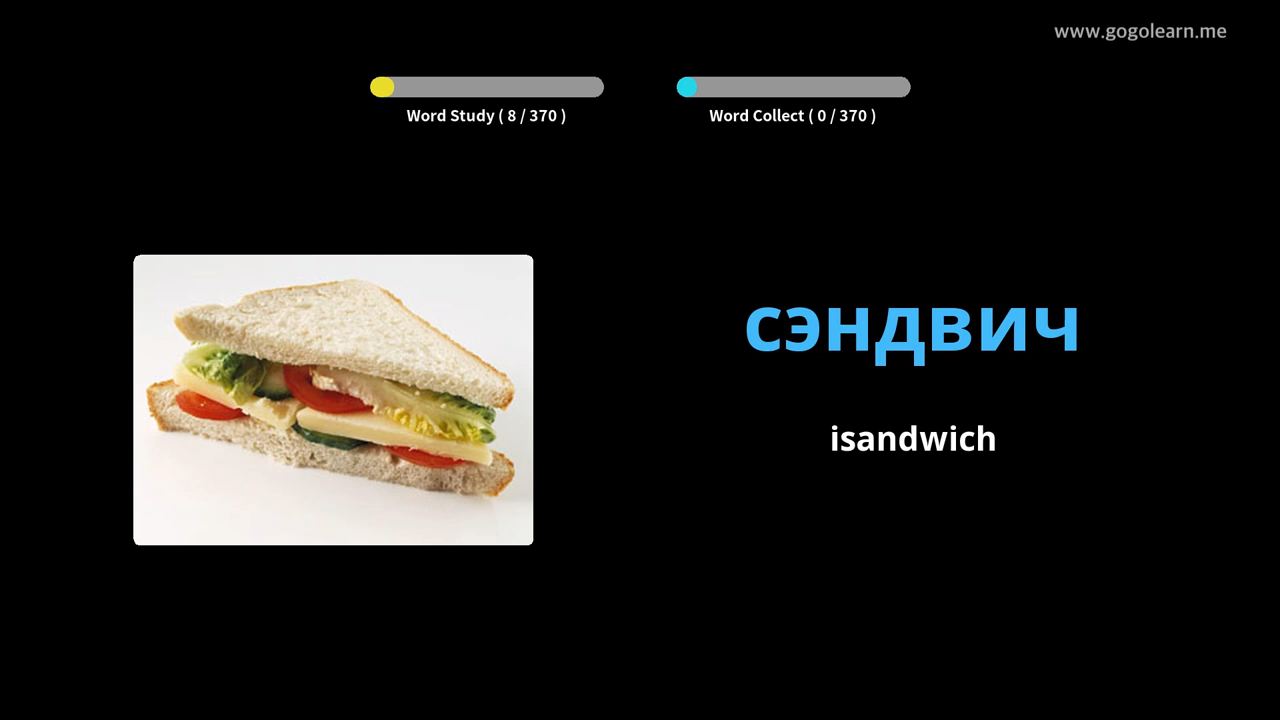 www.gogolearn.me
Word Study ( 8 / 370 )
Word Collect ( 0 / 370 )
сэндвич
isandwich